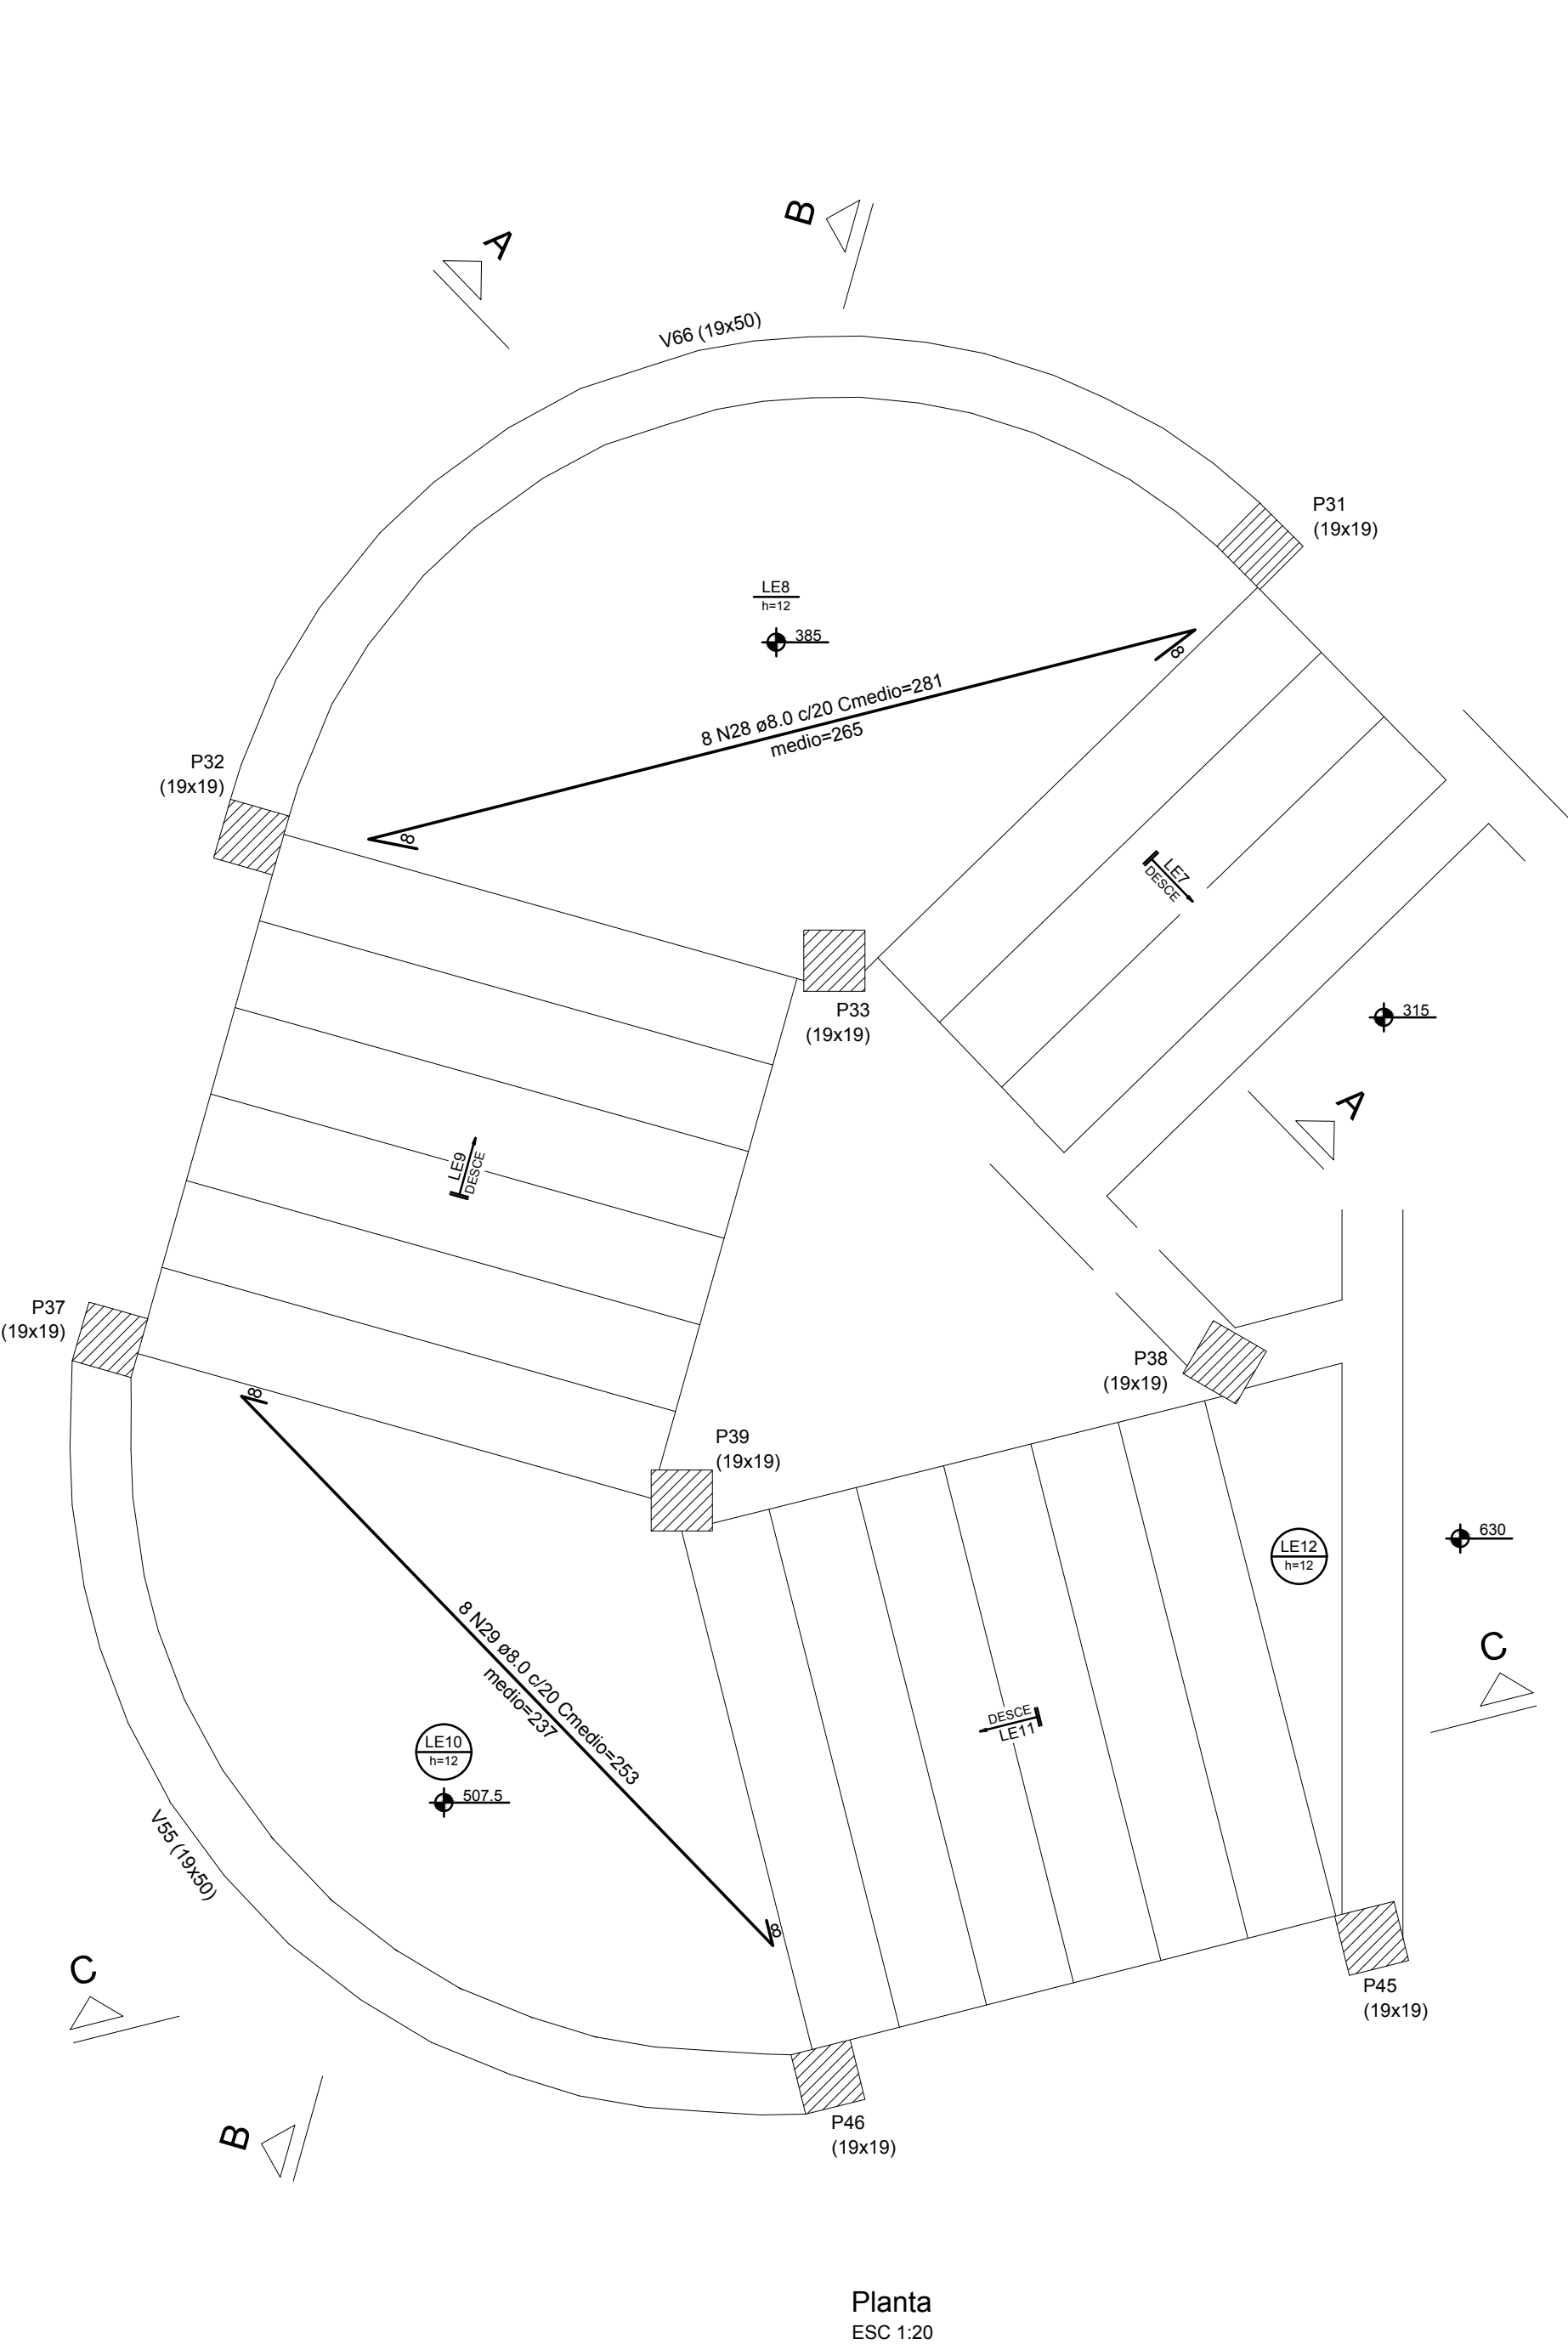 B
A
V66 (19x50)
P31
(19x19)
LE8
h=12
385
8
8 N28 ø8.0 c/20 Cmedio=281
medio=265
8
P32
(19x19)
LE7
DESCE
P33
(19x19)
315
A
LE9
DESCE
P37
(19x19)
P38
(19x19)
8
P39
(19x19)
630
LE12
h=12
8 N29 ø8.0 c/20 Cmedio=253
medio=237
C
DESCE
LE11
LE10
h=12
507.5
V55 (19x50)
8
C
P45
(19x19)
B
P46
(19x19)
Planta
ESC 1:20